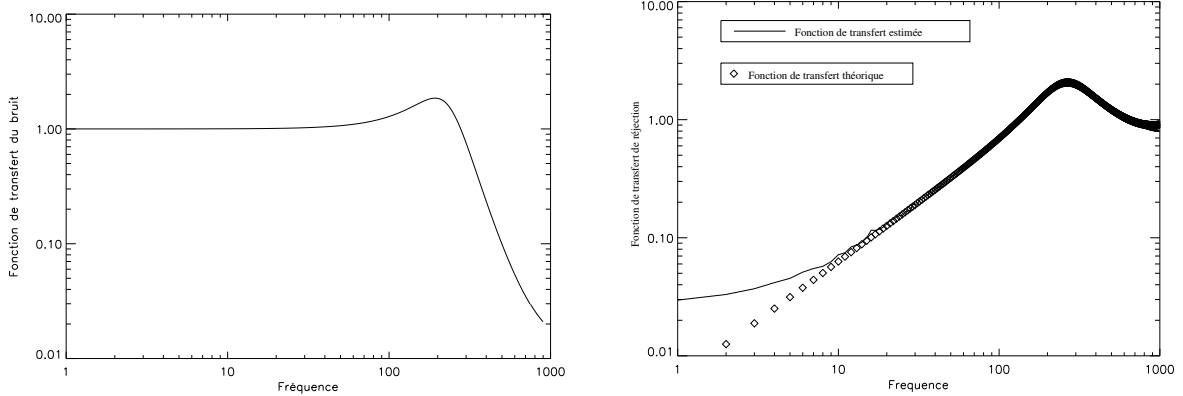 10.00
1.00
0.10
0.01
1
10
100
1000
Fonction de transfert du bruit
Fréquence
10.00
1.00
0.10
0.01
1
10
100
1000
Fonction de transfert de réjection
Frequence
Fonction de transfert estimée
Fonction de transfert théorique